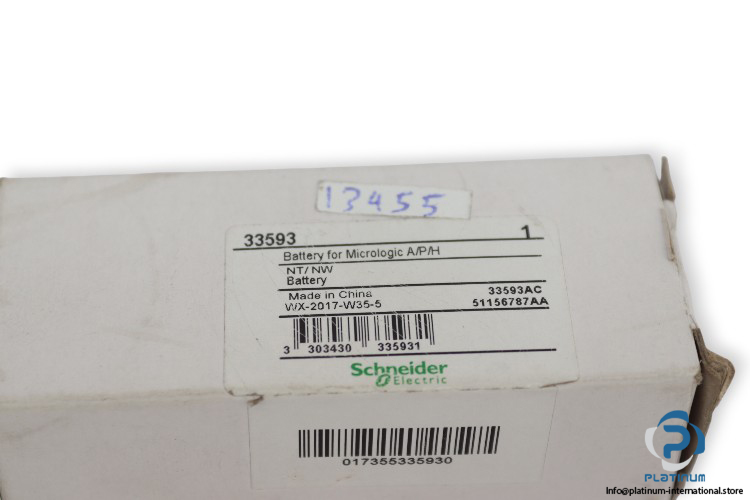 13455
33593 1
Battery for Micrologic A/P/H
NT/ NW
Battery
Made in China 33593AC
WX-2017-W35-5 51156787AA
3 303430 335931
Schneider
Electric
017355335930
PLATINUM
Info@platinum-international.store